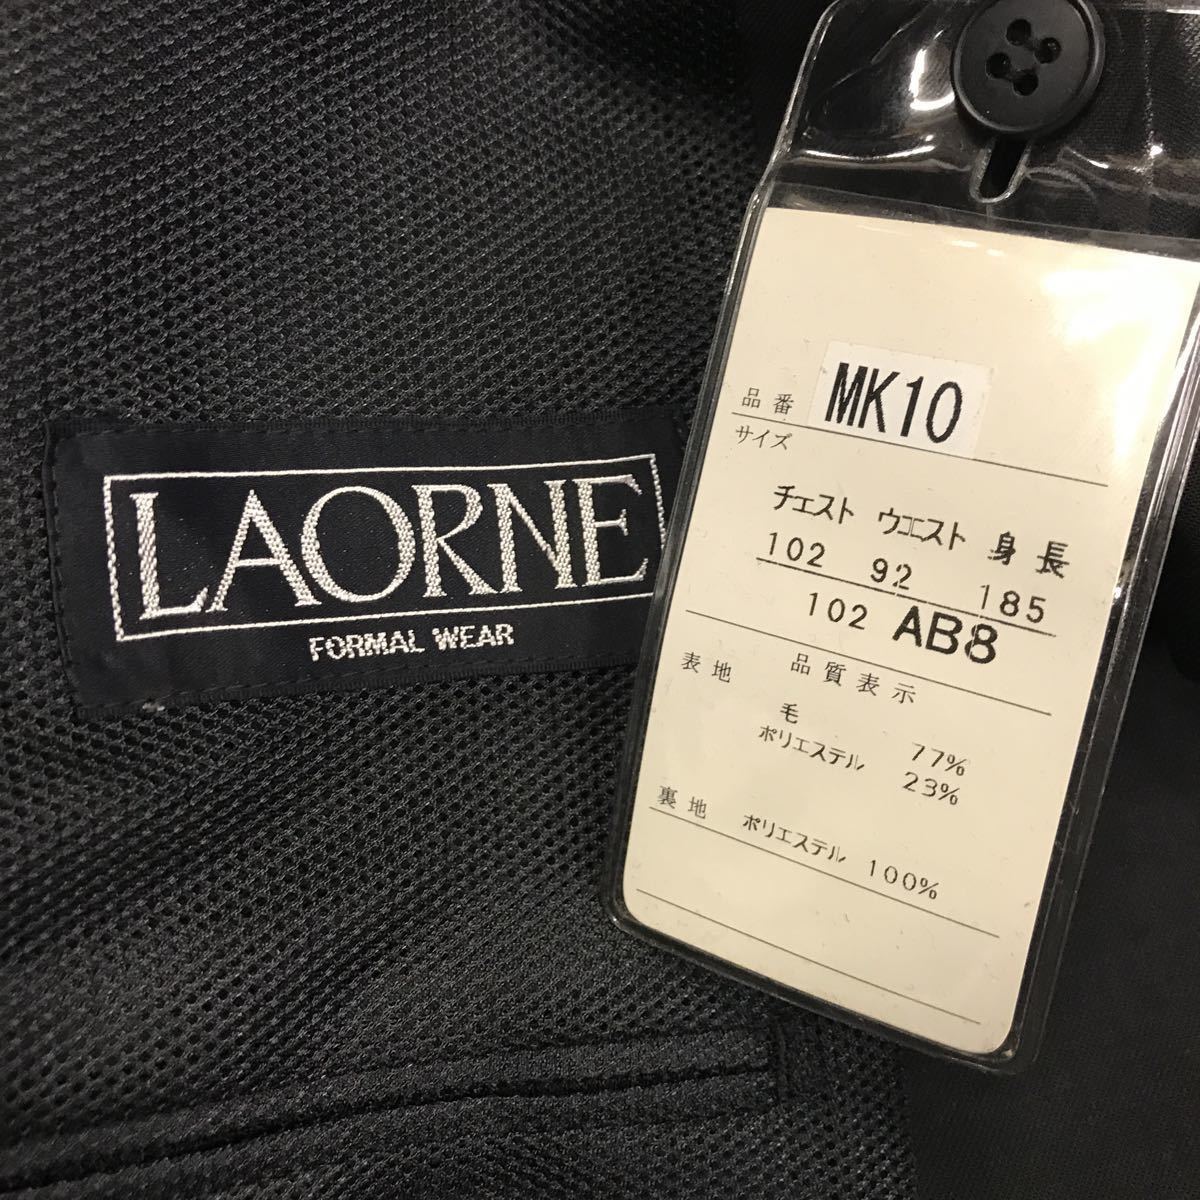 LAORNE
FORMAL WEAR
品番 MK10
サイズ
チェスト ウエスト 身長
102 92 185
102 AB8
品質表示
表地
毛 77%
ポリエステル 23%
裏地 ポリエステル 100%